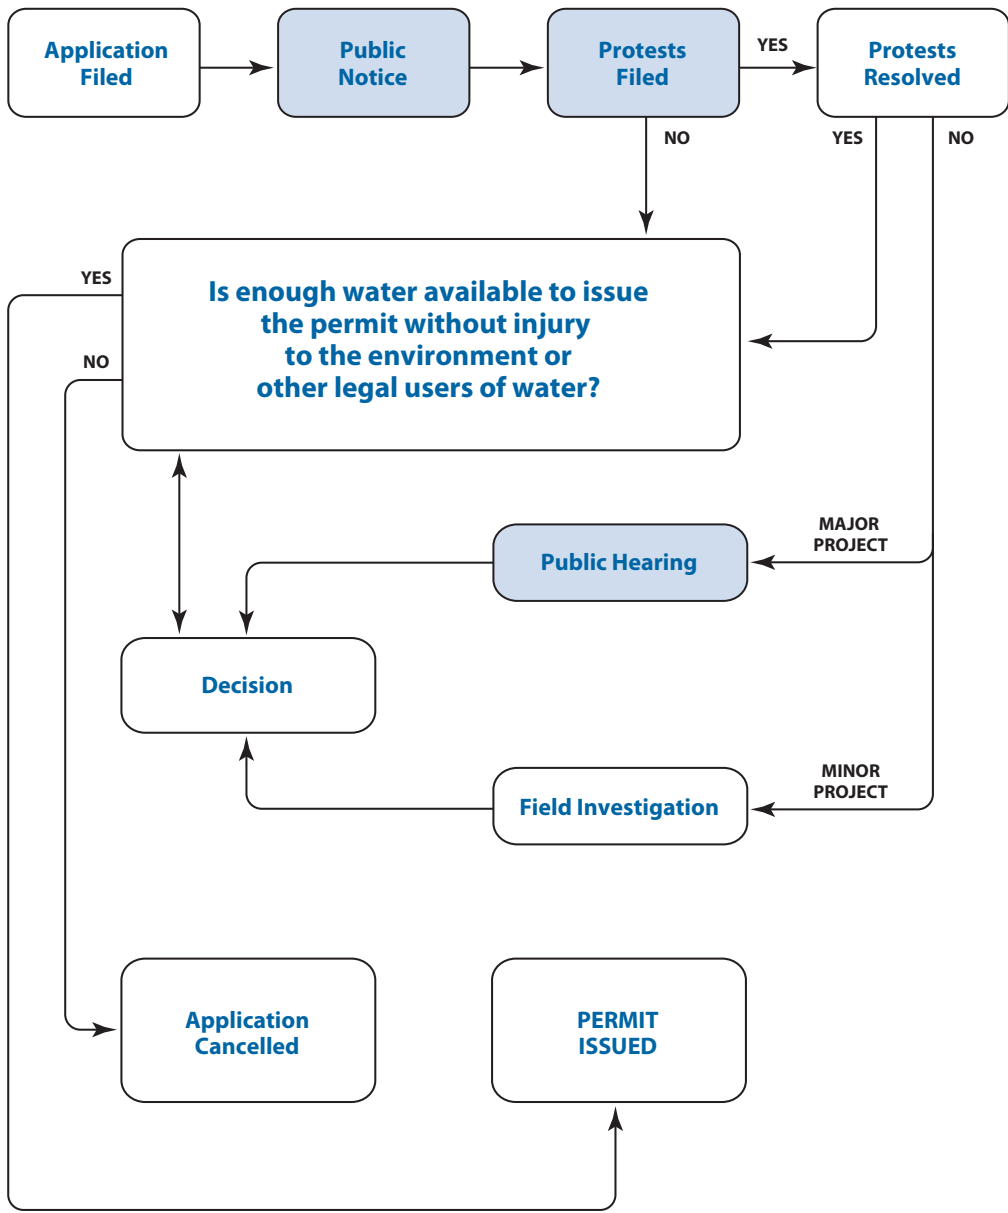 Application
Filed
Public
Notice
Protests
Filed
YES
Protests
Resolved
NO
YES
NO
YES
Is enough water available to issue
the permit without injury
to the environment or
other legal users of water?
NO
MAJOR
PROJECT
Public Hearing
Decision
MINOR
PROJECT
Field Investigation
Application
Cancelled
PERMIT
ISSUED